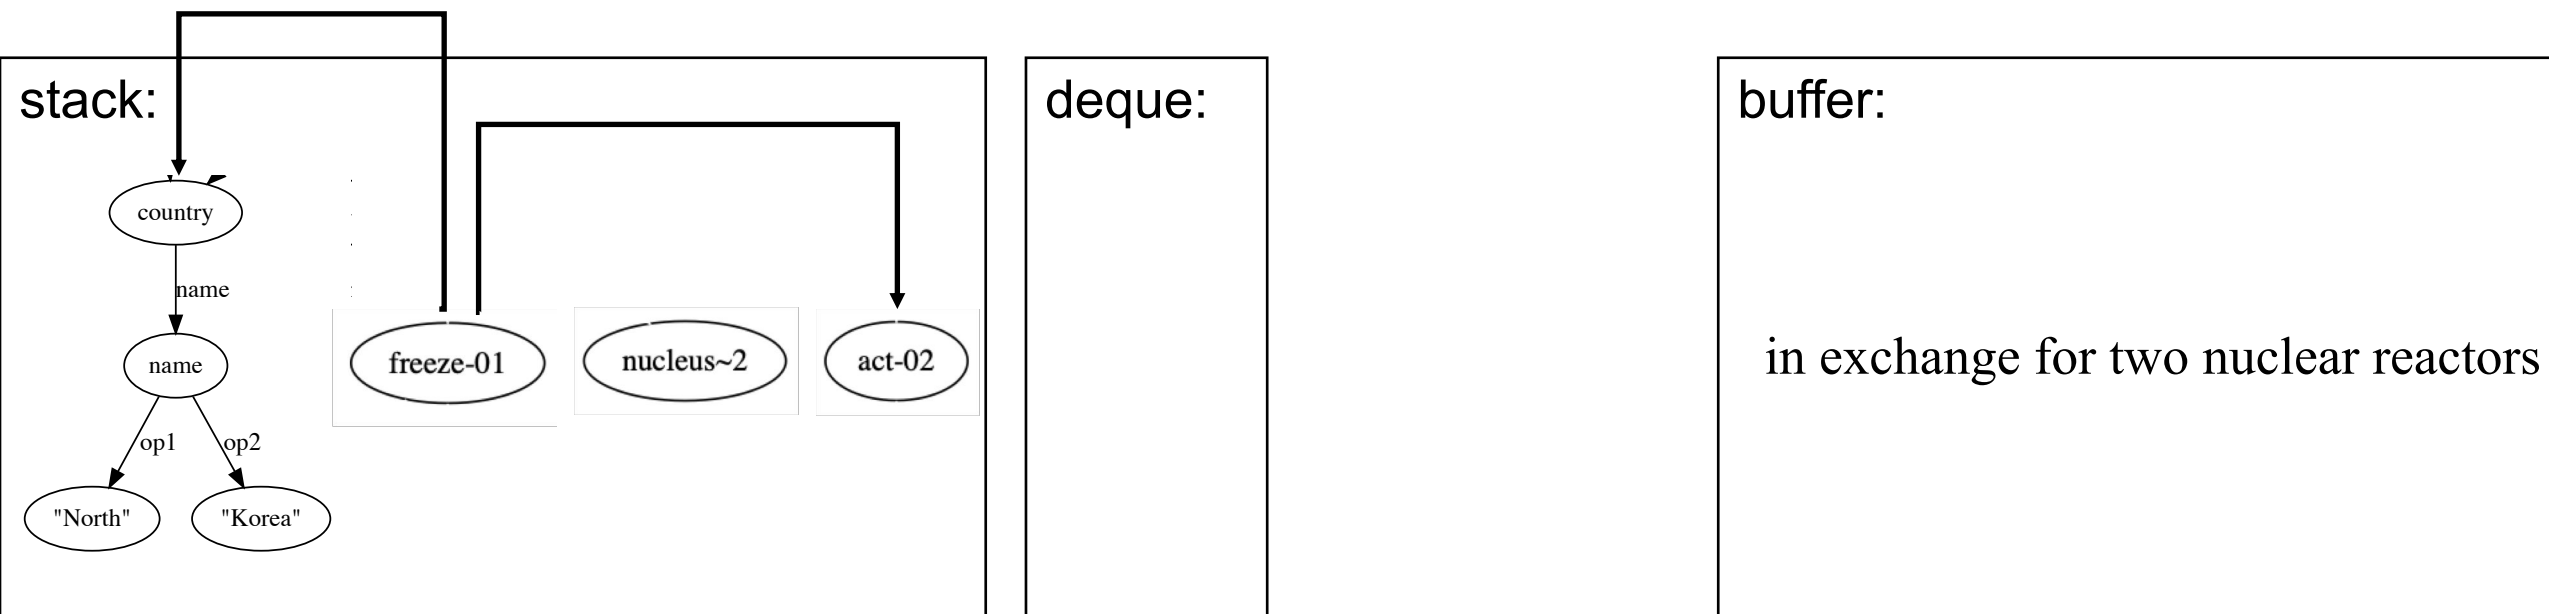 stack:
deque:
buffer:
country
name
name
freeze-01
nucleus~2
act-02
in exchange for two nuclear reactors
op1
op2
"North"
"Korea"